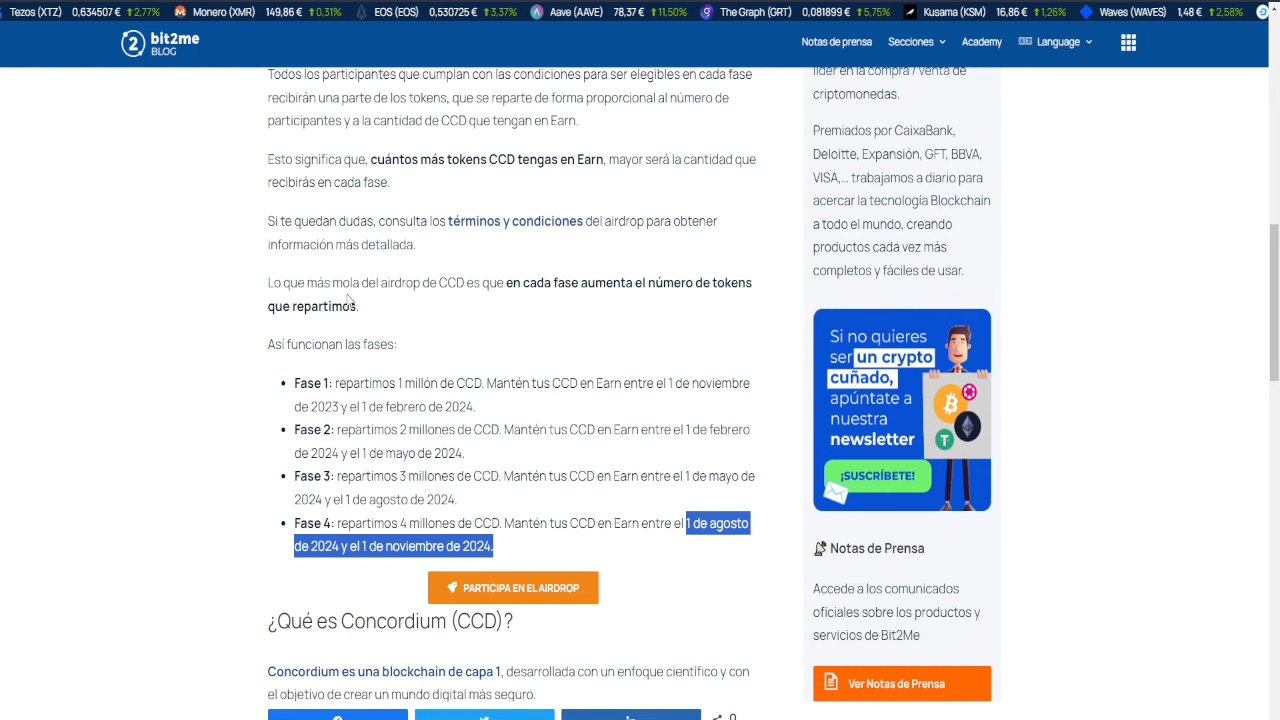 Tezos (XTZ) 0,634507 € ↑2,77% Monero (XMR) 149,86 € ↑0,31% EOS (EOS) 0,530725 € ↑3,37% Aave (AAVE) 78,37 € ↑11,50% The Graph (GRT) 0,081899 € ↑5,75% Kusama (KSM) 16,86 € ↑1,26% Waves (WAVES) 1,48 € ↑2,58%
bit2me
BLOG
Notas de prensa Secciones Academy Language
Todos los participantes que cumplan con las condiciones para ser elegibles en cada fase
recibirán una parte de los tokens, que se reparte de forma proporcional al número de
participantes y a la cantidad de CCD que tengan en Earn.
Esto significa que, cuántos más tokens CCD tengas en Earn, mayor será la cantidad que
recibirás en cada fase.
Si te quedan dudas, consulta los términos y condiciones del airdrop para obtener
información más detallada.
Lo que más mola del airdrop de CCD es que en cada fase aumenta el número de tokens
que repartimos.
Así funcionan las fases:
• Fase 1: repartimos 1 millón de CCD. Mantén tus CCD en Earn entre el 1 de noviembre
de 2023 y el 1 de febrero de 2024.
• Fase 2: repartimos 2 millones de CCD. Mantén tus CCD en Earn entre el 1 de febrero
de 2024 y el 1 de mayo de 2024.
• Fase 3: repartimos 3 millones de CCD. Mantén tus CCD en Earn entre el 1 de mayo de
2024 y el 1 de agosto de 2024.
• Fase 4: repartimos 4 millones de CCD. Mantén tus CCD en Earn entre el 1 de agosto
de 2024 y el 1 de noviembre de 2024.
PARTICIPA EN EL AIRDROP
¿Qué es Concordium (CCD)?
Concordium es una blockchain de capa 1, desarrollada con un enfoque científico y con
el objetivo de crear un mundo digital más seguro.
líder en la compra / venta de
criptomonedas.
Premiados por CaixaBank,
Deloitte, Expansión, GFT, BBVA,
VISA,... trabajamos a diario para
acercar la tecnología Blockchain
a todo el mundo, creando
productos cada vez más
completos y fáciles de usar.
Si no quieres
ser un crypto
cuñado,
apúntate a
nuestra
newsletter
¡SUSCRÍBETE!
Notas de Prensa
Accede a los comunicados
oficiales sobre los productos y
servicios de Bit2Me
Ver Notas de Prensa